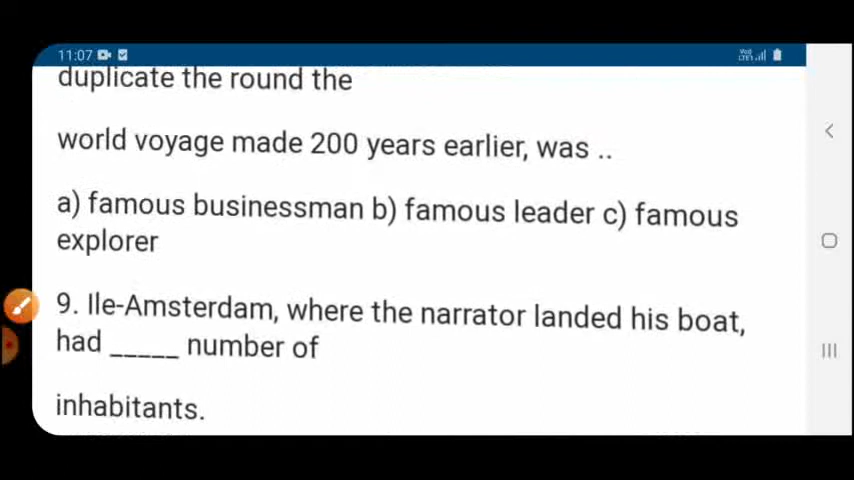 11:07
duplicate the round the
world voyage made 200 years earlier, was ..
a) famous businessman b) famous leader c) famous
explorer
9. Ile-Amsterdam, where the narrator landed his boat,
had _____ number of
inhabitants.